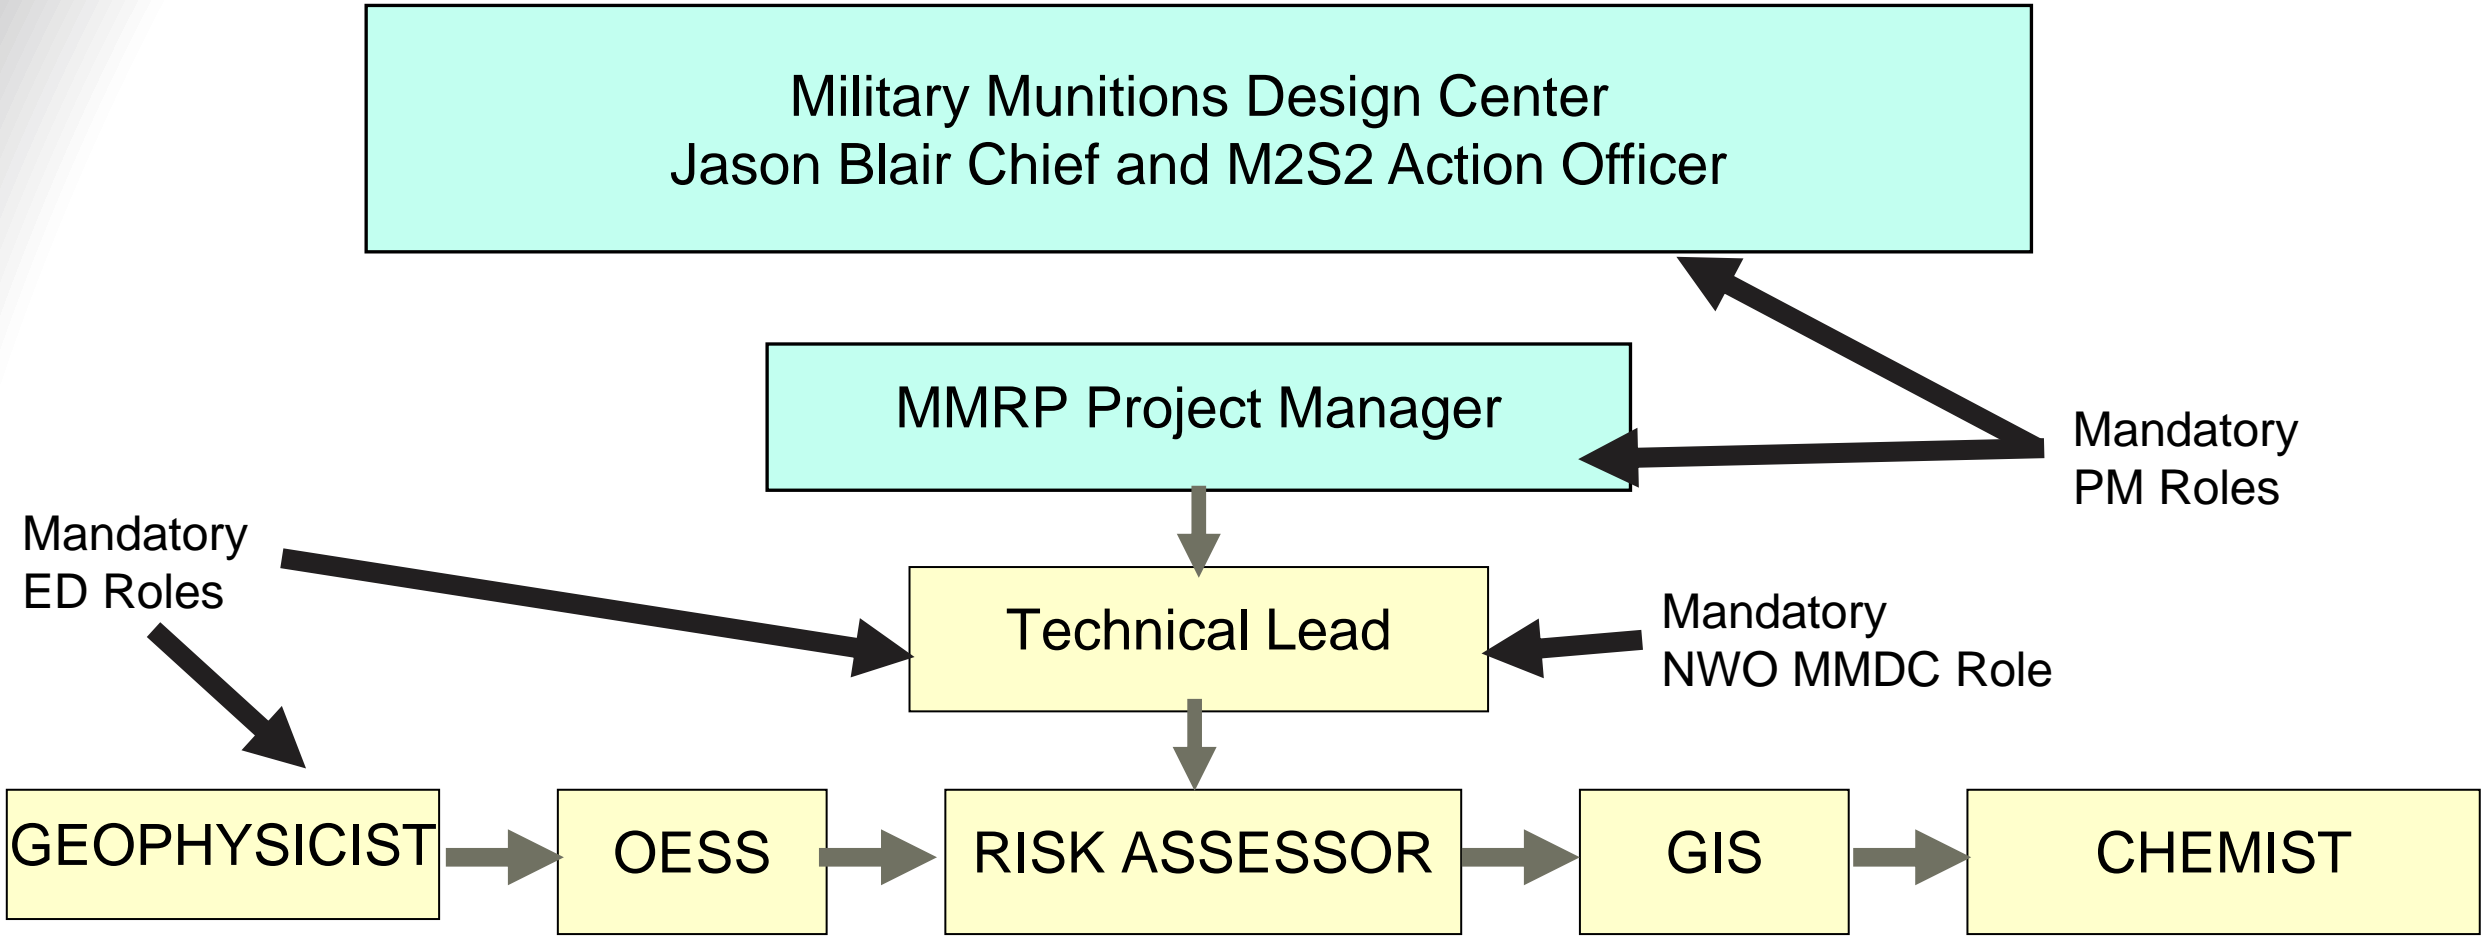 Military Munitions Design Center
Jason Blair Chief and M2S2 Action Officer
MMRP Project Manager
Mandatory
PM Roles
Mandatory
ED Roles
Technical Lead
Mandatory
NWO MMDC Role
GEOPHYSICIST
OESS
RISK ASSESSOR
GIS
CHEMIST